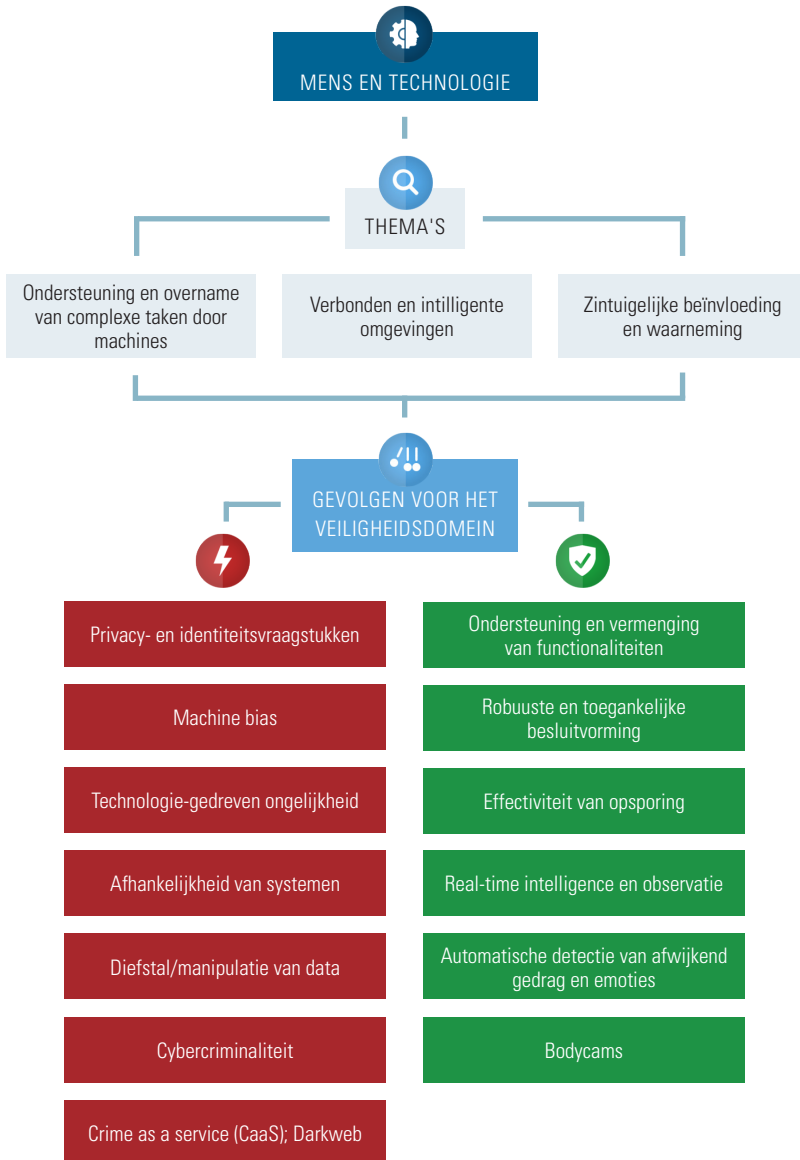 MENS EN TECHNOLOGIE
THEMA'S
Ondersteuning en overname
van complexe taken door
machines
Verbonden en intilligente
omgevingen
Zintuigelijke beïnvloeding
en waarneming
GEVOLGEN VOOR HET
VEILIGHEIDSDOMEIN
Privacy- en identiteitsvraagstukken
Machine bias
Technologie-gedreven ongelijkheid
Afhankelijkheid van systemen
Diefstal/manipulatie van data
Cybercriminaliteit
Crime as a service (CaaS); Darkweb
Ondersteuning en vermenging
van functionaliteiten
Robuuste en toegankelijke
besluitvorming
Effectiviteit van opsporing
Real-time intelligence en observatie
Automatische detectie van afwijkend
gedrag en emoties
Bodycams